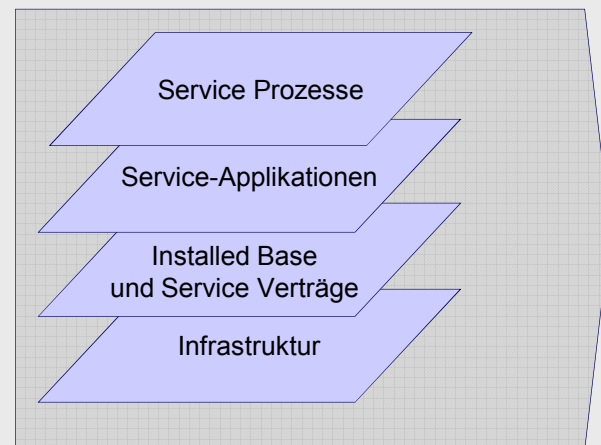 Service Prozesse
Service-Applikationen
Installed Base
und Service Verträge
Infrastruktur